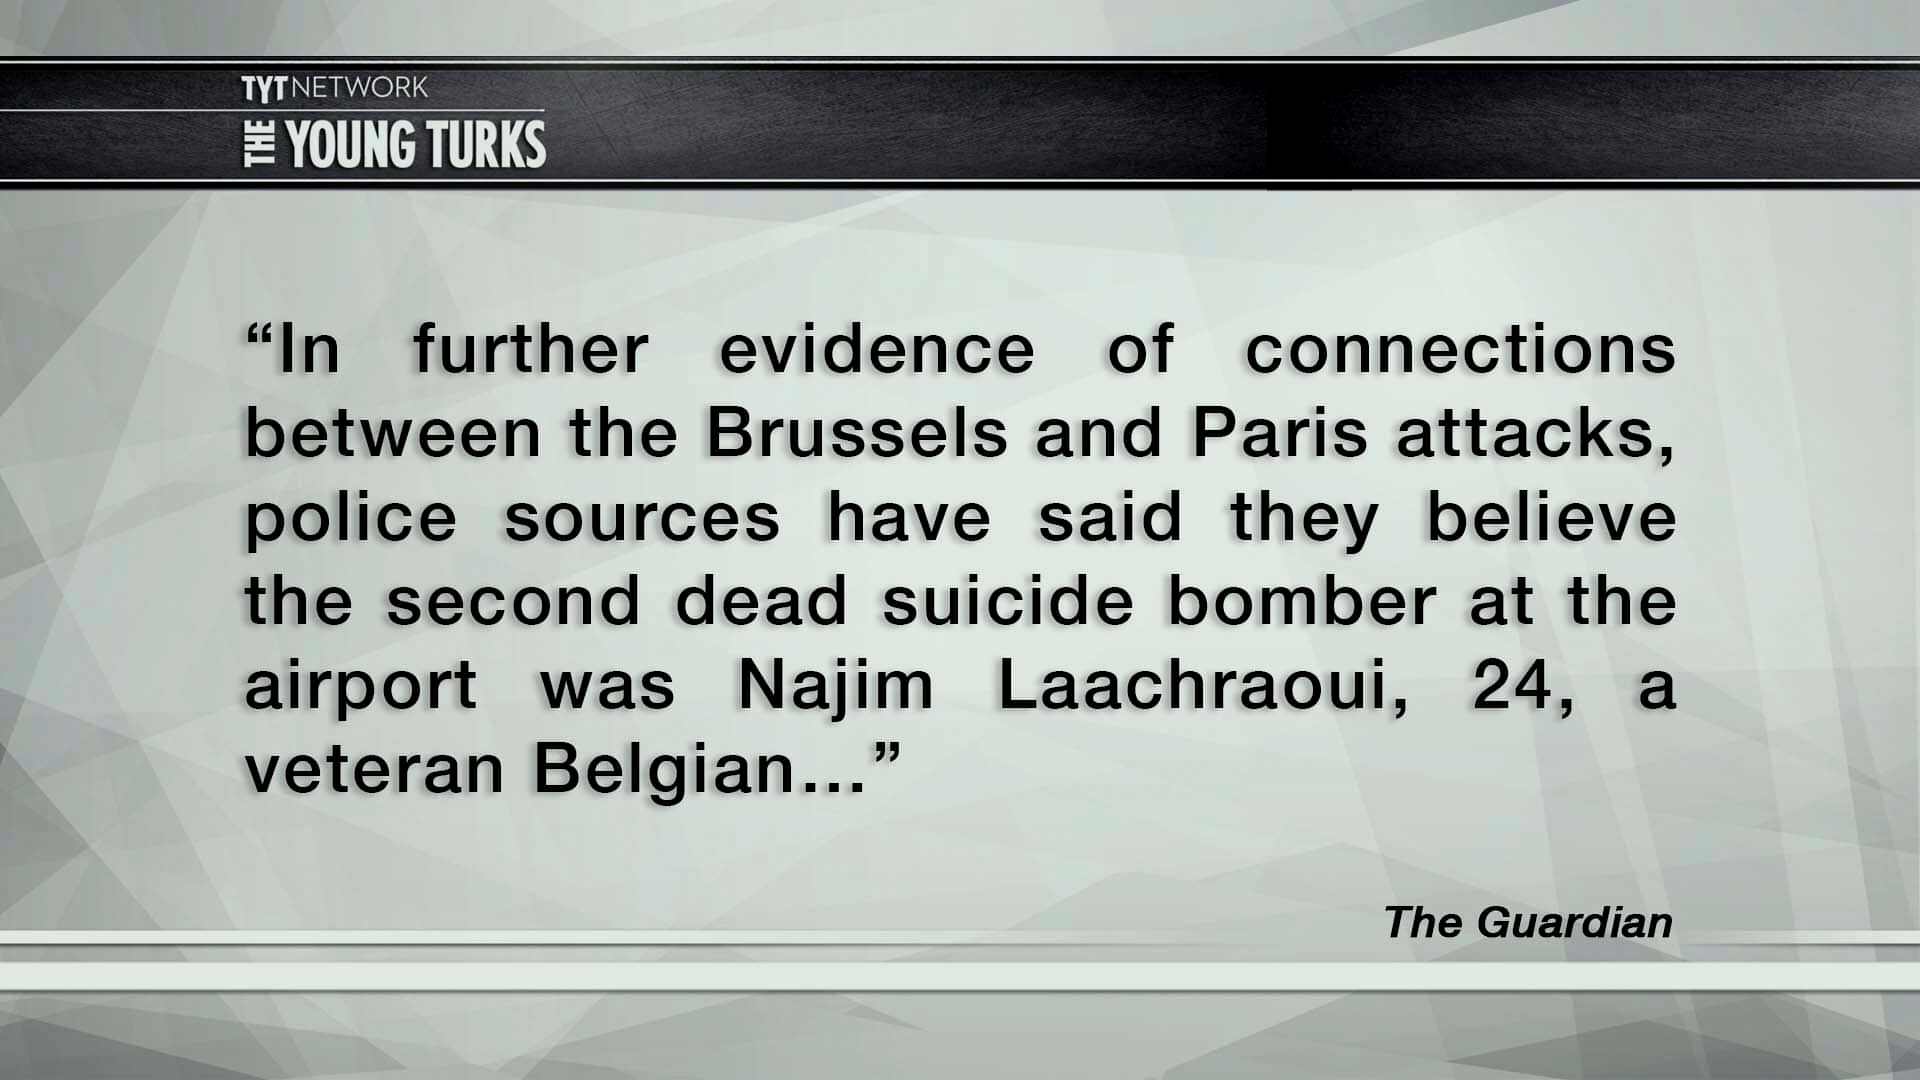 TYT NETWORK
THE YOUNG TURKS
“In further evidence of connections
between the Brussels and Paris attacks,
police sources have said they believe
the second dead suicide bomber at the
airport was Najim Laachraoui, 24, a
veteran Belgian...”
The Guardian